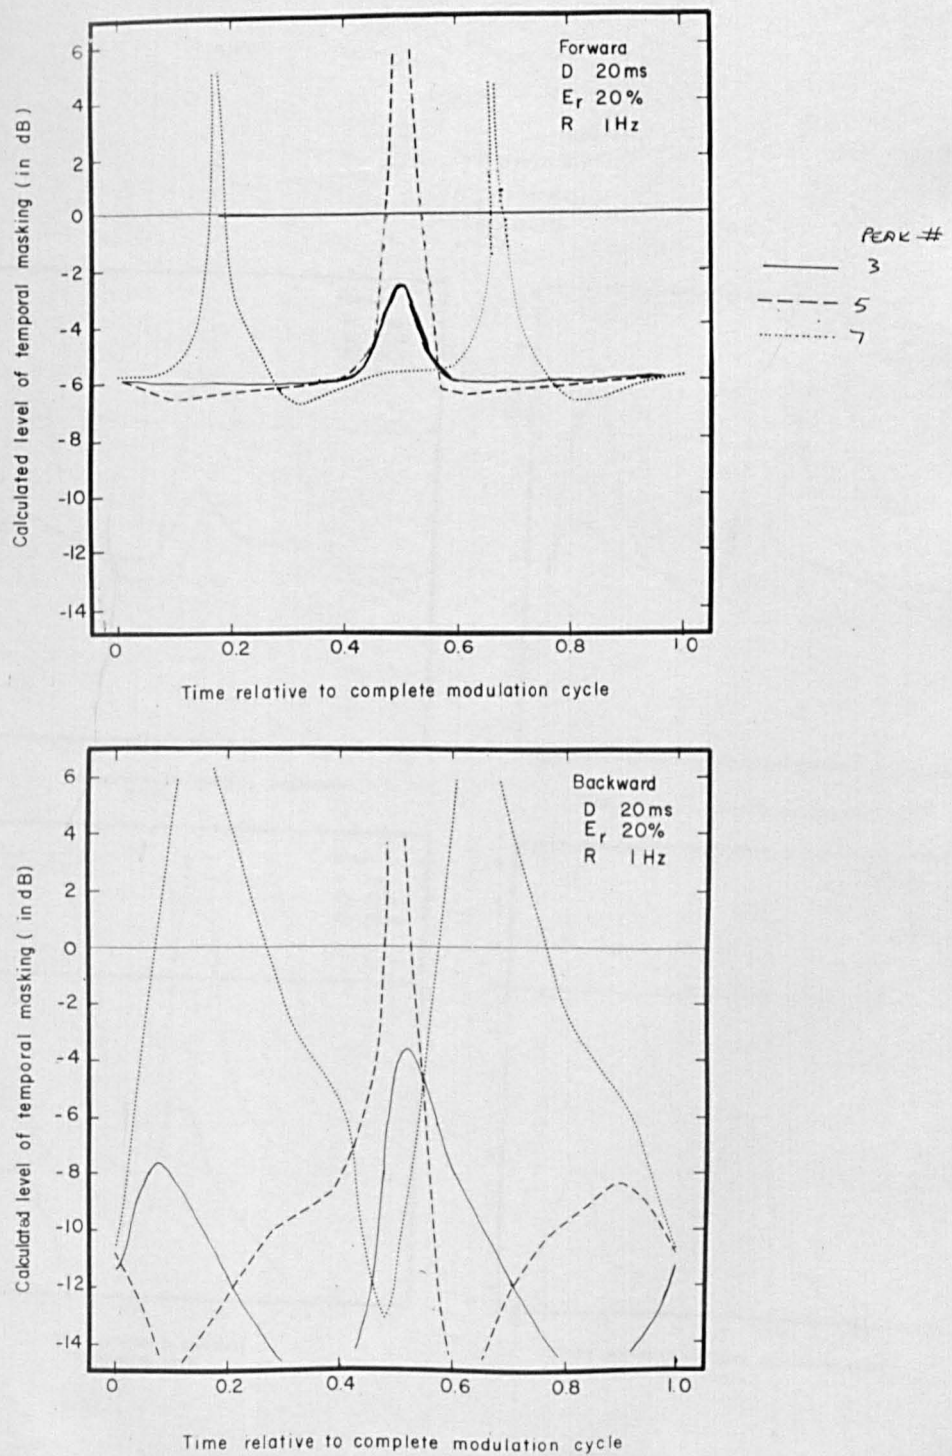 Calculated level of temporal masking (in dB)
6
4
2
0
-2
-4
-6
-8
-10
-12
-14
Forward
D 20ms
Er 20%
R 1Hz
PEAK #
3
5
7
0 0.2 0.4 0.6 0.8 1.0
Time relative to complete modulation cycle
Calculated level of temporal masking (in dB)
6
4
2
0
-2
-4
-6
-8
-10
-12
-14
Backward
D 20ms
Er 20%
R 1Hz
0 0.2 0.4 0.6 0.8 1.0
Time relative to complete modulation cycle